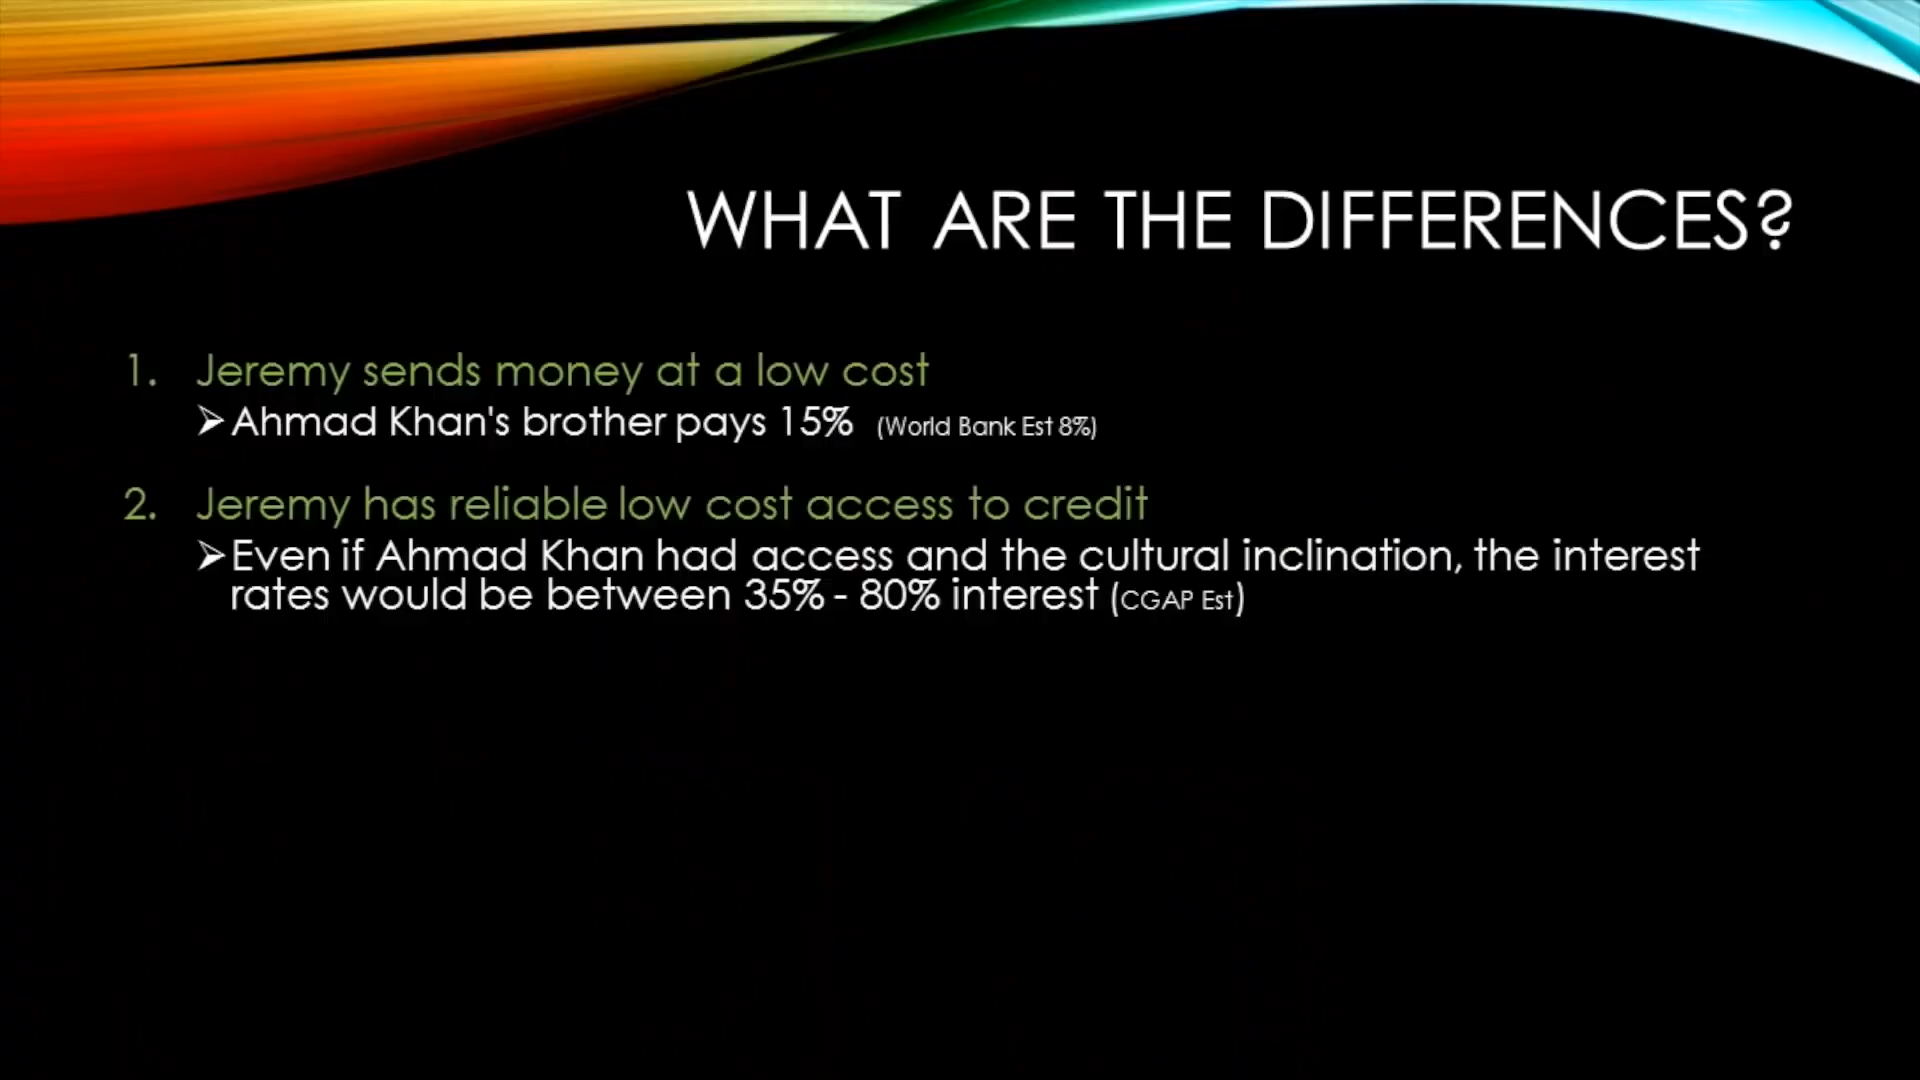 WHAT ARE THE DIFFERENCES?
1. Jeremy sends money at a low cost
➢Ahmad Khan's brother pays 15% (World Bank Est 8%)
2. Jeremy has reliable low cost access to credit
➢Even if Ahmad Khan had access and the cultural inclination, the interest
rates would be between 35% - 80% interest (CGAP Est)